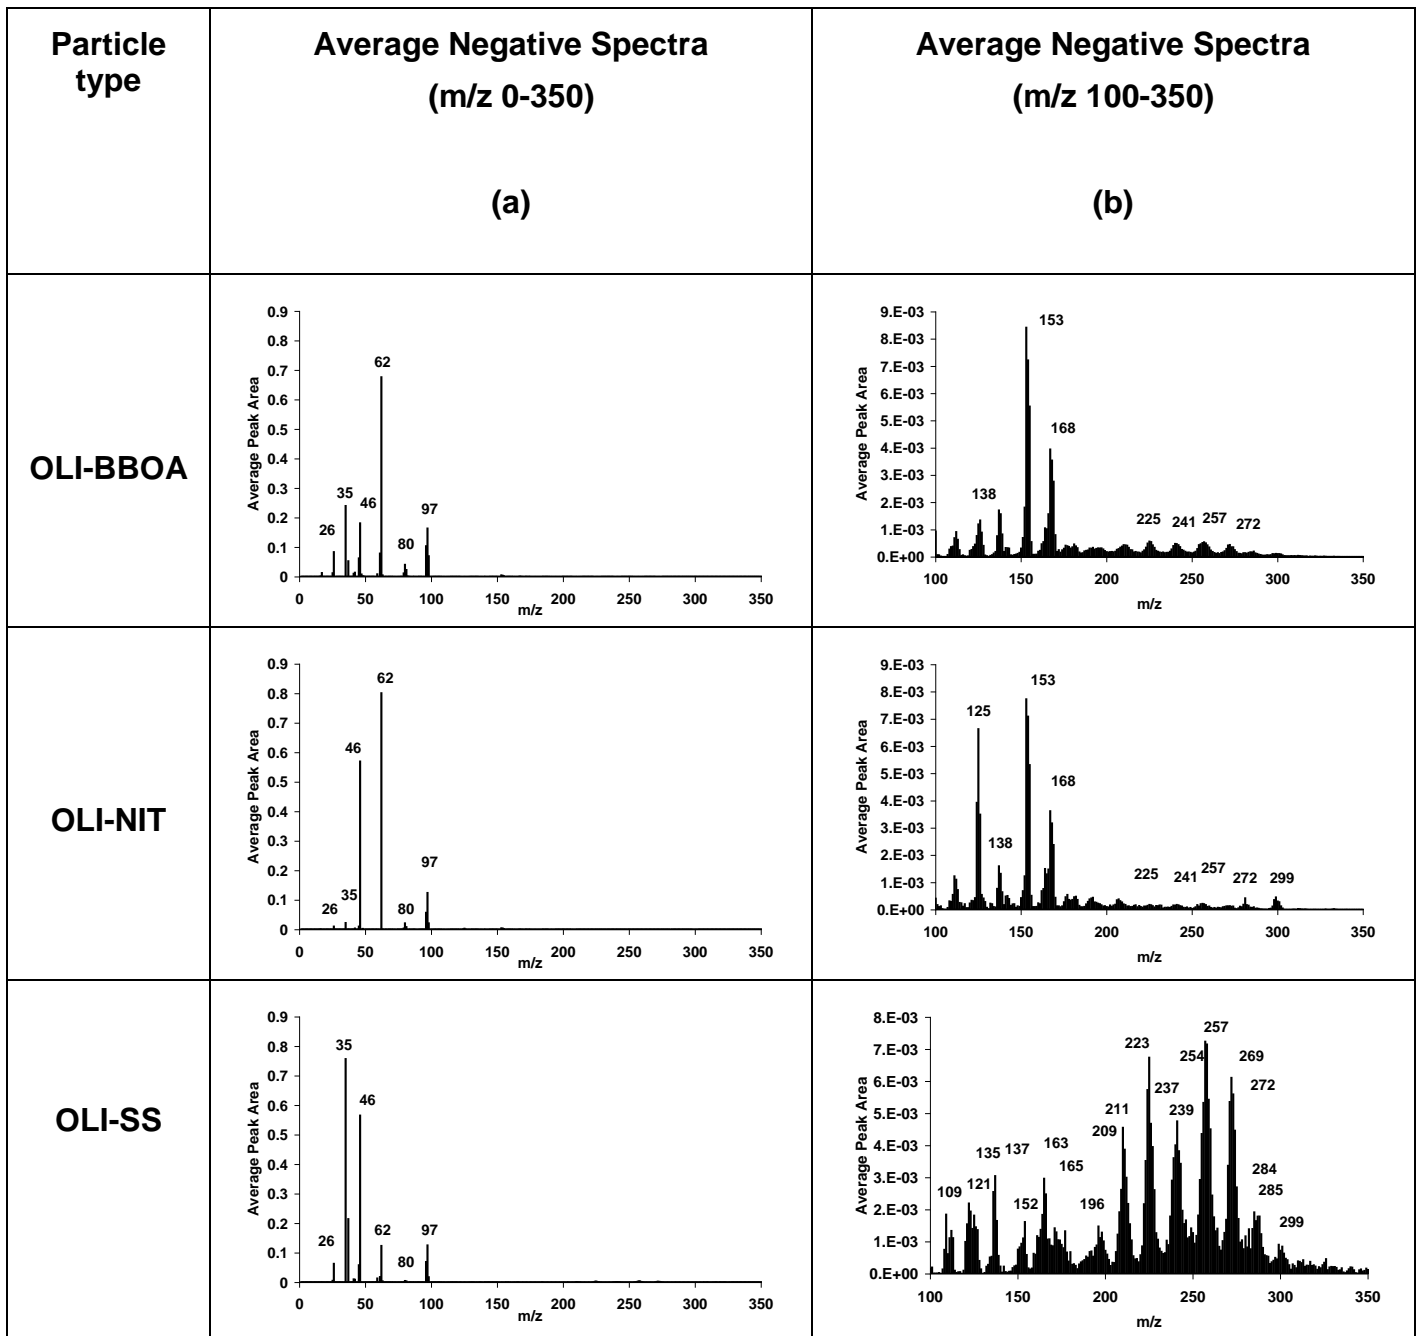 Particle
type
Average Negative Spectra
(m/z 0-350)
(a)
Average Negative Spectra
(m/z 100-350)
(b)
OLI-BBOA
Average Peak Area
0.9
0.8
0.7
0.6
0.5
0.4
0.3
0.2
0.1
0
26
35
46
62
80
97
0 50 100 150 200 250 300 350
m/z
Average Peak Area
9.E-03
8.E-03
7.E-03
6.E-03
5.E-03
4.E-03
3.E-03
2.E-03
1.E-03
0.E+00
138
153
168
225
241
257
272
100 150 200 250 300 350
m/z
OLI-NIT
Average Peak Area
0.9
0.8
0.7
0.6
0.5
0.4
0.3
0.2
0.1
0
26
35
46
62
80
97
0 50 100 150 200 250 300 350
m/z
Average Peak Area
9.E-03
8.E-03
7.E-03
6.E-03
5.E-03
4.E-03
3.E-03
2.E-03
1.E-03
0.E+00
125
138
153
168
225
241
257
272
299
100 150 200 250 300 350
m/z
OLI-SS
Average Peak Area
0.9
0.8
0.7
0.6
0.5
0.4
0.3
0.2
0.1
0
26
35
46
62
80
97
0 50 100 150 200 250 300 350
m/z
Average Peak Area
8.E-03
7.E-03
6.E-03
5.E-03
4.E-03
3.E-03
2.E-03
1.E-03
0.E+00
109
121
135
137
152
163
165
196
209
211
223
237
239
254
257
269
272
284
285
299
100 150 200 250 300 350
m/z